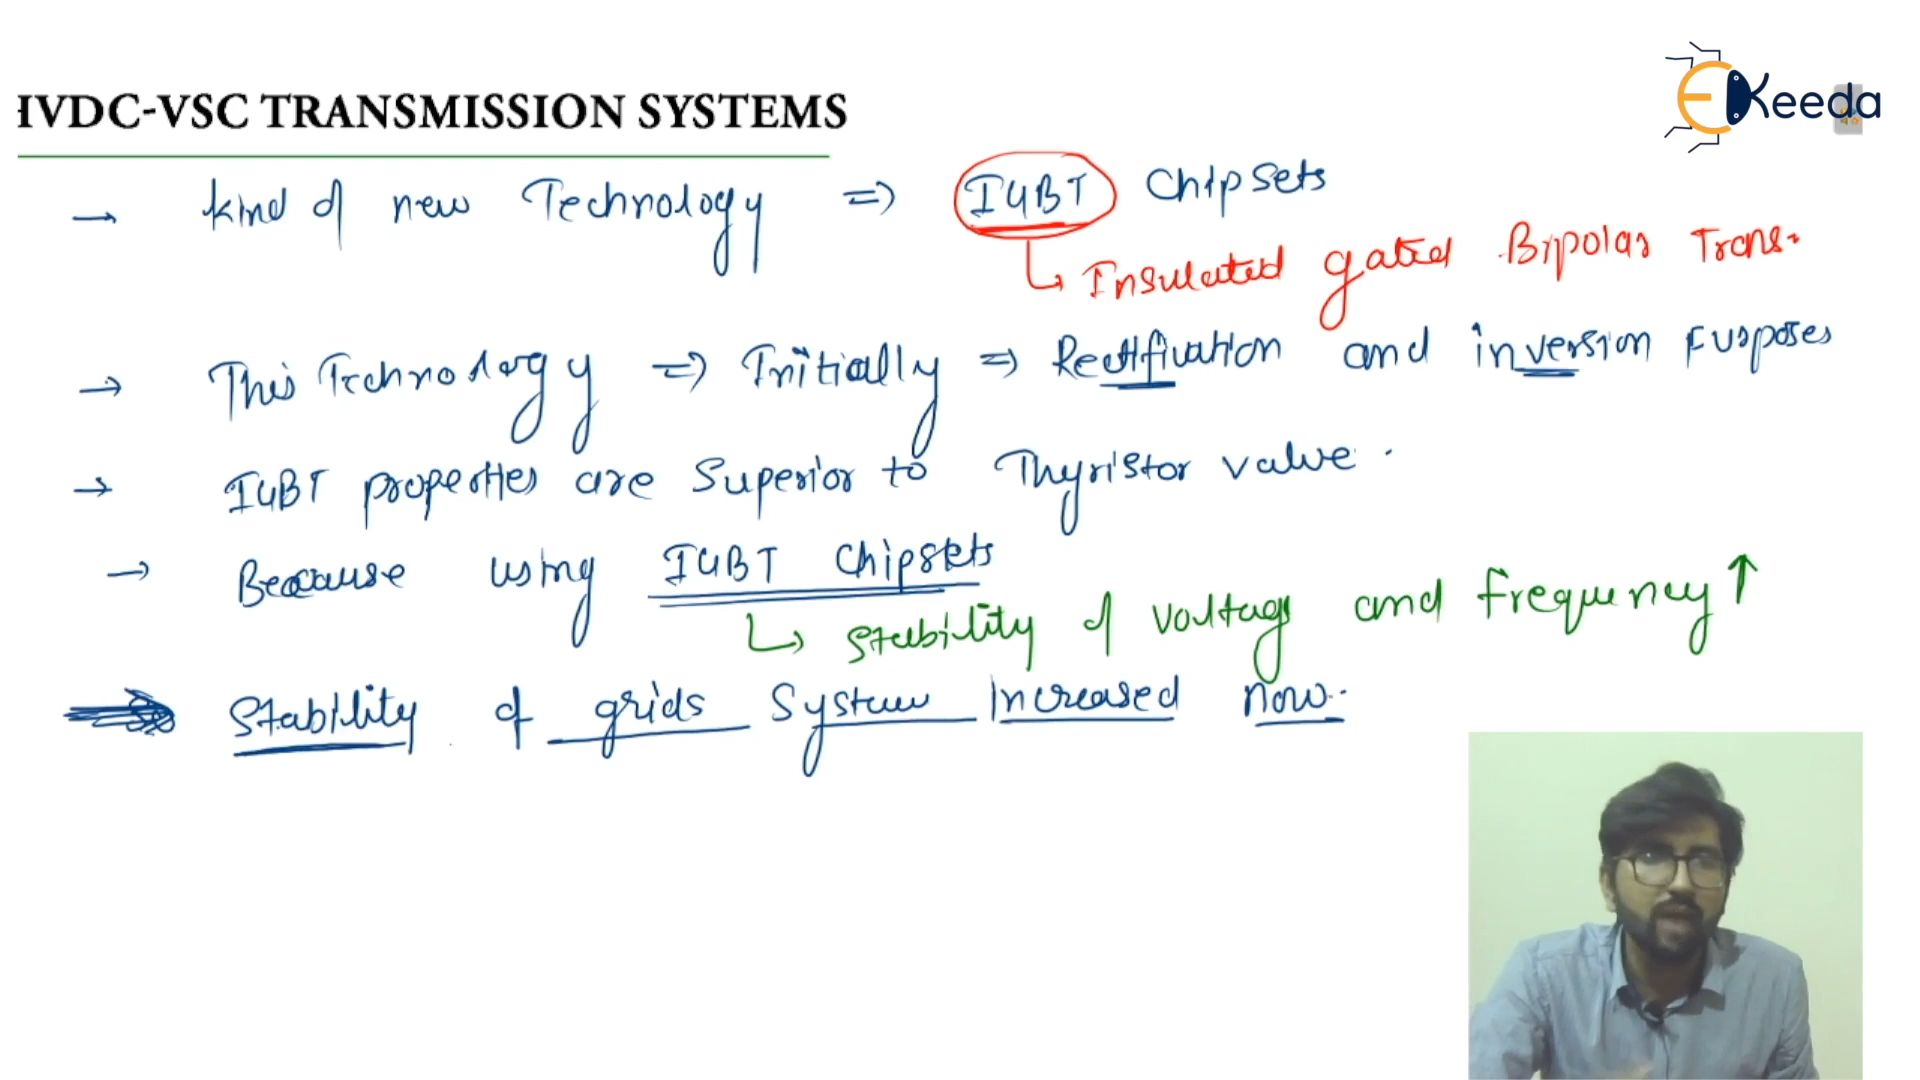 EKeeda
HVDC-VSC TRANSMISSION SYSTEMS
→ kind of new Technology ⇒ IGBT Chipsets
↳ Insulated gated Bipolar Trans.
→ This Technology ⇒ Initially ⇒ Rectification and inversion purposes
→ IGBT properties are Superior to Thyristor valve.
→ Because using IGBT Chipsets
↳ Stability of voltage and frequency ↑
Stability of grids System Increased now.